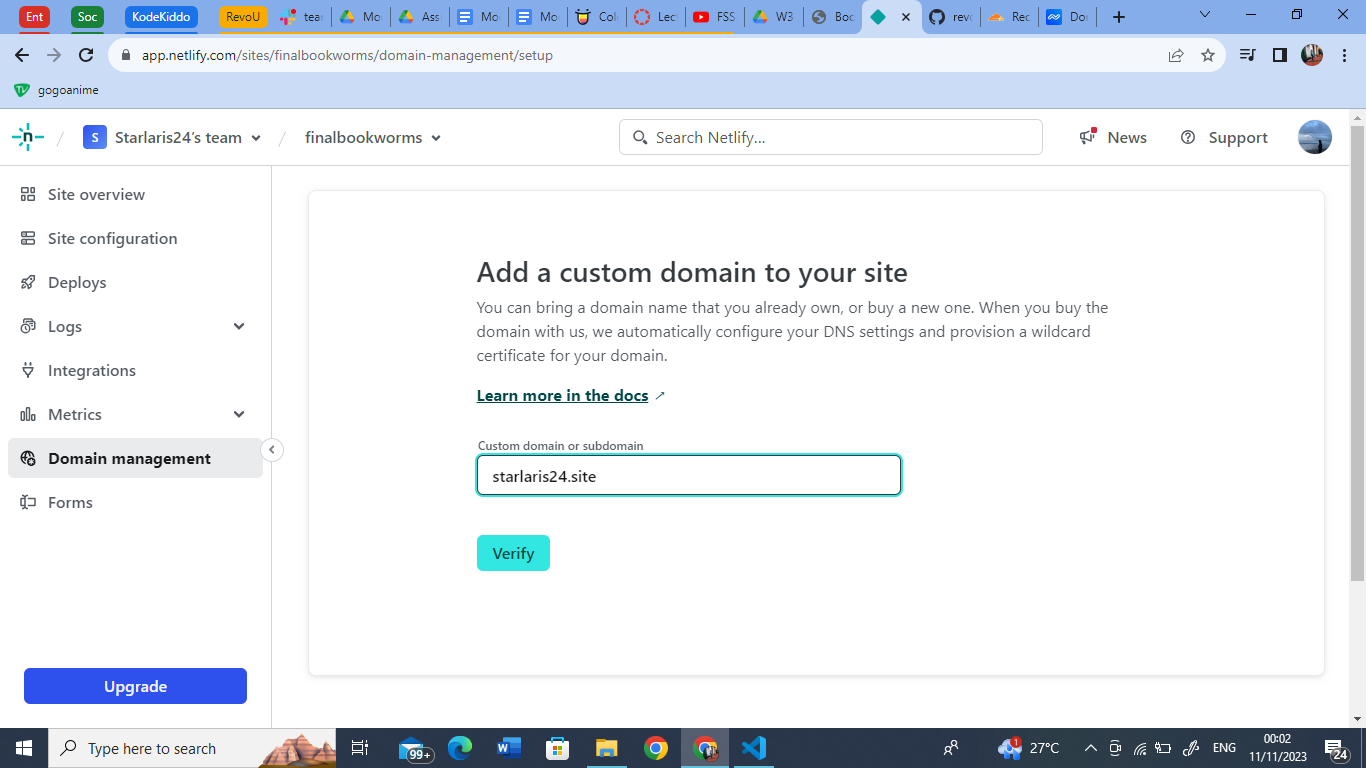 Ent
Soc
KodeKiddo
RevoU
tear
Mo
Assi
Mo
Mo
Col
Lec
FSS
W3
Boc
revo
Rec
Do
app.netlify.com/sites/finalbookworms/domain-management/setup
gogoanime
n / S Starlaris24's team / finalbookworms
Search Netlify...
News
Support
Site overview
Site configuration
Deploys
Logs
Integrations
Metrics
Domain management
Forms
Upgrade
Add a custom domain to your site
You can bring a domain name that you already own, or buy a new one. When you buy the
domain with us, we automatically configure your DNS settings and provision a wildcard
certificate for your domain.
Learn more in the docs
Custom domain or subdomain
starlaris24.site
Verify
Type here to search
99+
1
27°C
ENG
00:02
11/11/2023
24